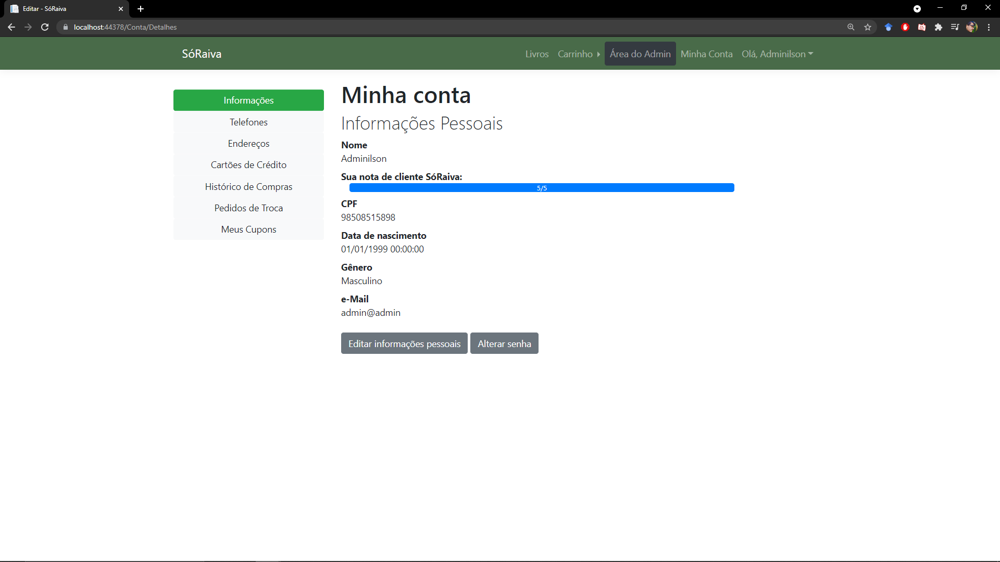 Editar - SóRaiva
localhost:44378/Conta/Detalhes
SóRaiva
Livros
Carrinho
Área do Admin
Minha Conta
Olá, Adminilson
Informações
Telefones
Endereços
Cartões de Crédito
Histórico de Compras
Pedidos de Troca
Meus Cupons
Minha conta
Informações Pessoais
Nome
Adminilson
Sua nota de cliente SóRaiva:
5/5
CPF
98508515898
Data de nascimento
01/01/1999 00:00:00
Gênero
Masculino
e-Mail
admin@admin
Editar informações pessoais
Alterar senha